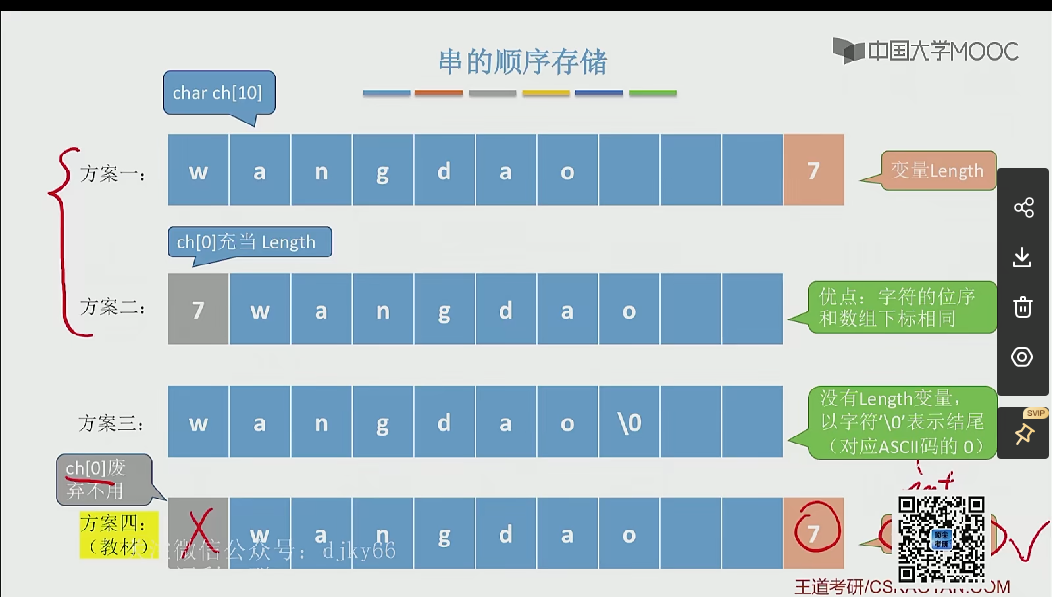 中国大学MOOC
串的顺序存储
char ch[10]
方案一： w a n g d a o 7 变量Length
ch[0]充当 Length
方案二： 7 w a n g d a o
优点：字符的位序
和数组下标相同
方案三： w a n g d a o \0
没有Length变量，
以字符‘\0’表示结尾
（对应ASCII码的 0）
SVIP
ch[0]废
弃不用
int
方案四：
（教材） w a n g d a o 7
微信公众号：djky66
王道考研/CSKAOYAN.COM